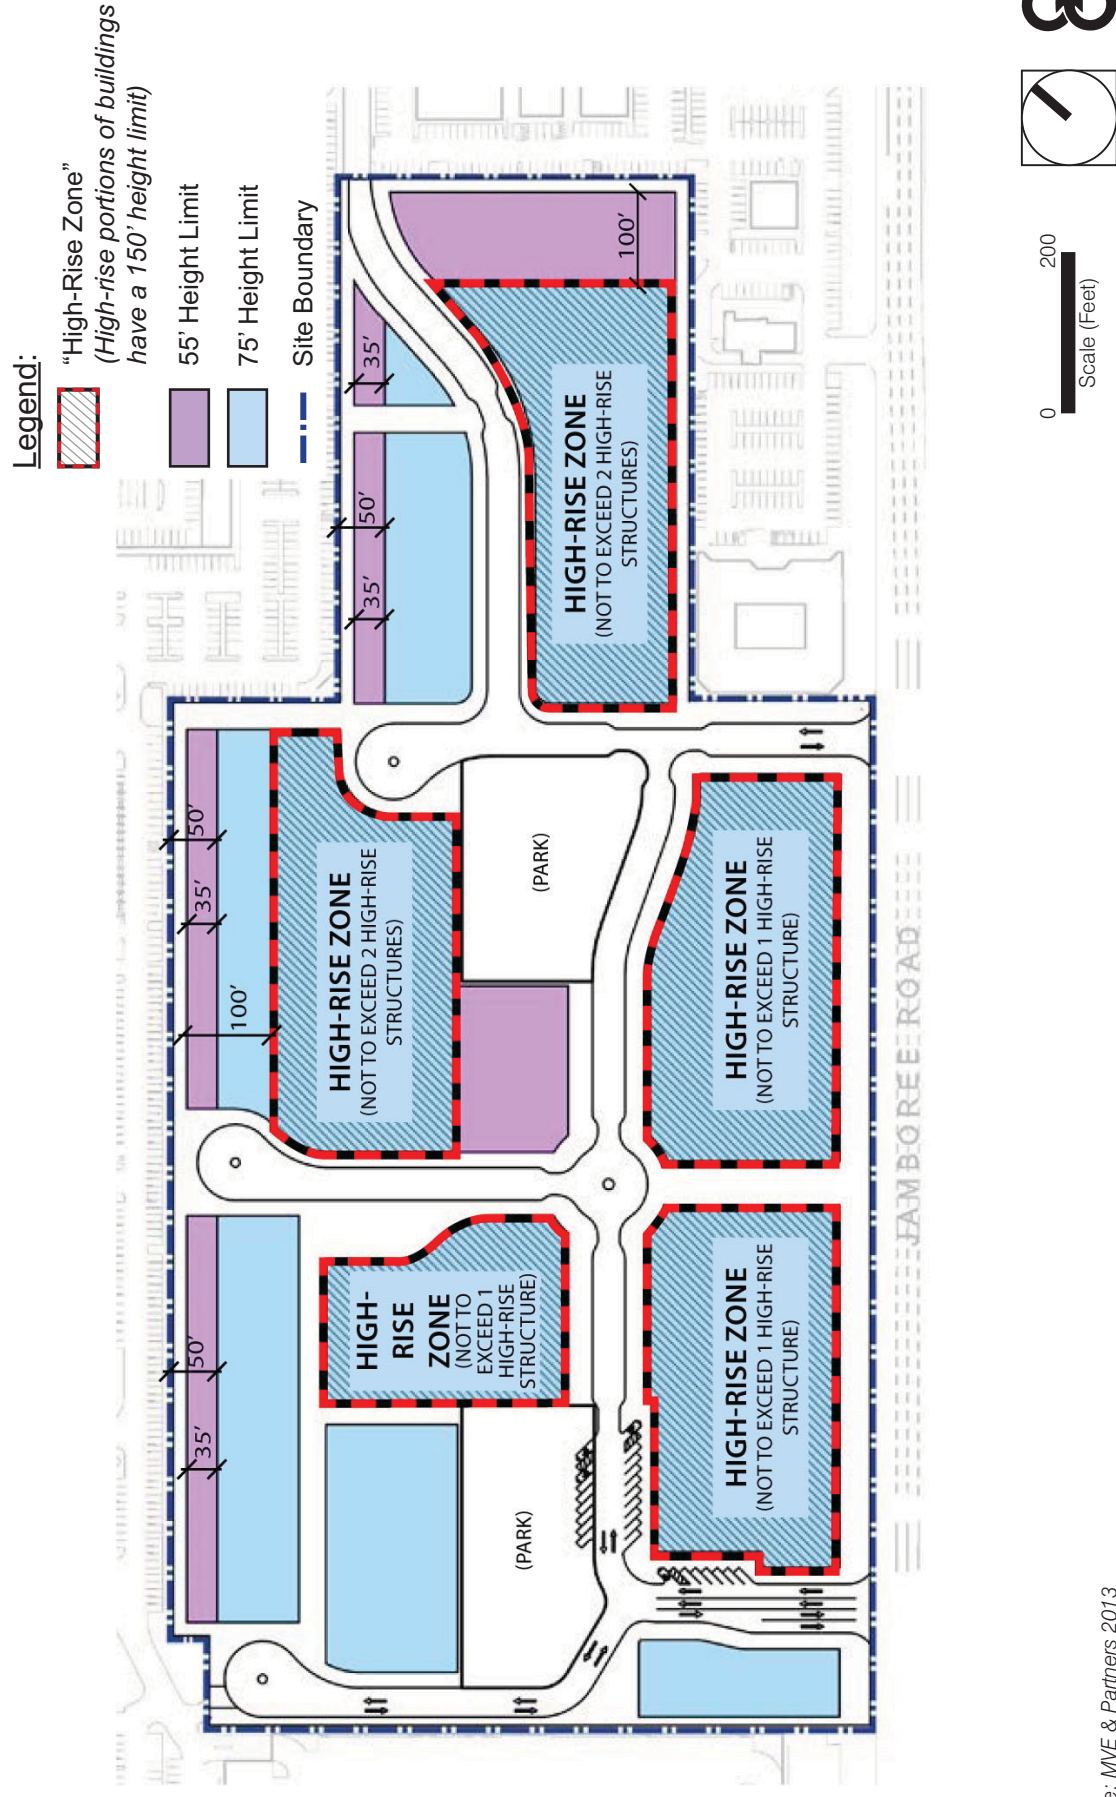 Legend:
“High-Rise Zone”
(High-rise portions of buildings
have a 150’ height limit)
55’ Height Limit
75’ Height Limit
Site Boundary
35’
50’
35’
100’
HIGH-RISE ZONE
(NOT TO EXCEED 2 HIGH-RISE
STRUCTURES)
50’
35’
100’
HIGH-RISE ZONE
(NOT TO EXCEED 2 HIGH-RISE
STRUCTURES)
(PARK)
HIGH-RISE ZONE
(NOT TO EXCEED 1 HIGH-RISE
STRUCTURE)
50’
35’
HIGH-
RISE
ZONE
(NOT TO
EXCEED 1
HIGH-RISE
STRUCTURE)
(PARK)
HIGH-RISE ZONE
(NOT TO EXCEED 1 HIGH-RISE
STRUCTURE)
JAMBOREE ROAD
0 200
Scale (Feet)
e: MVE & Partners 2013